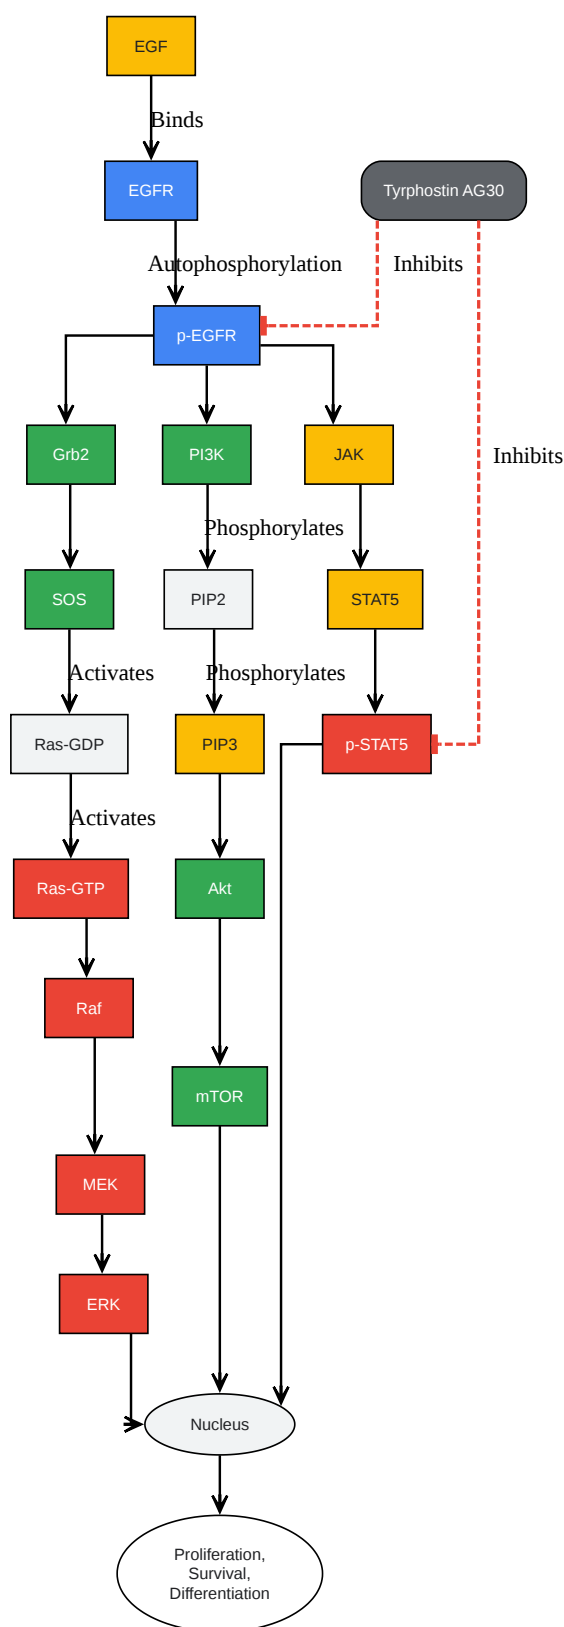 EGF
Binds
EGFR
Tyrphostin AG30
Autophosphorylation
Inhibits
p-EGFR
Grb2
PI3K
JAK
Inhibits
Phosphorylates
SOS
PIP2
STAT5
Activates
Phosphorylates
Ras-GDP
PIP3
p-STAT5
Activates
Ras-GTP
Akt
Raf
mTOR
MEK
ERK
Nucleus
Proliferation,
Survival,
Differentiation